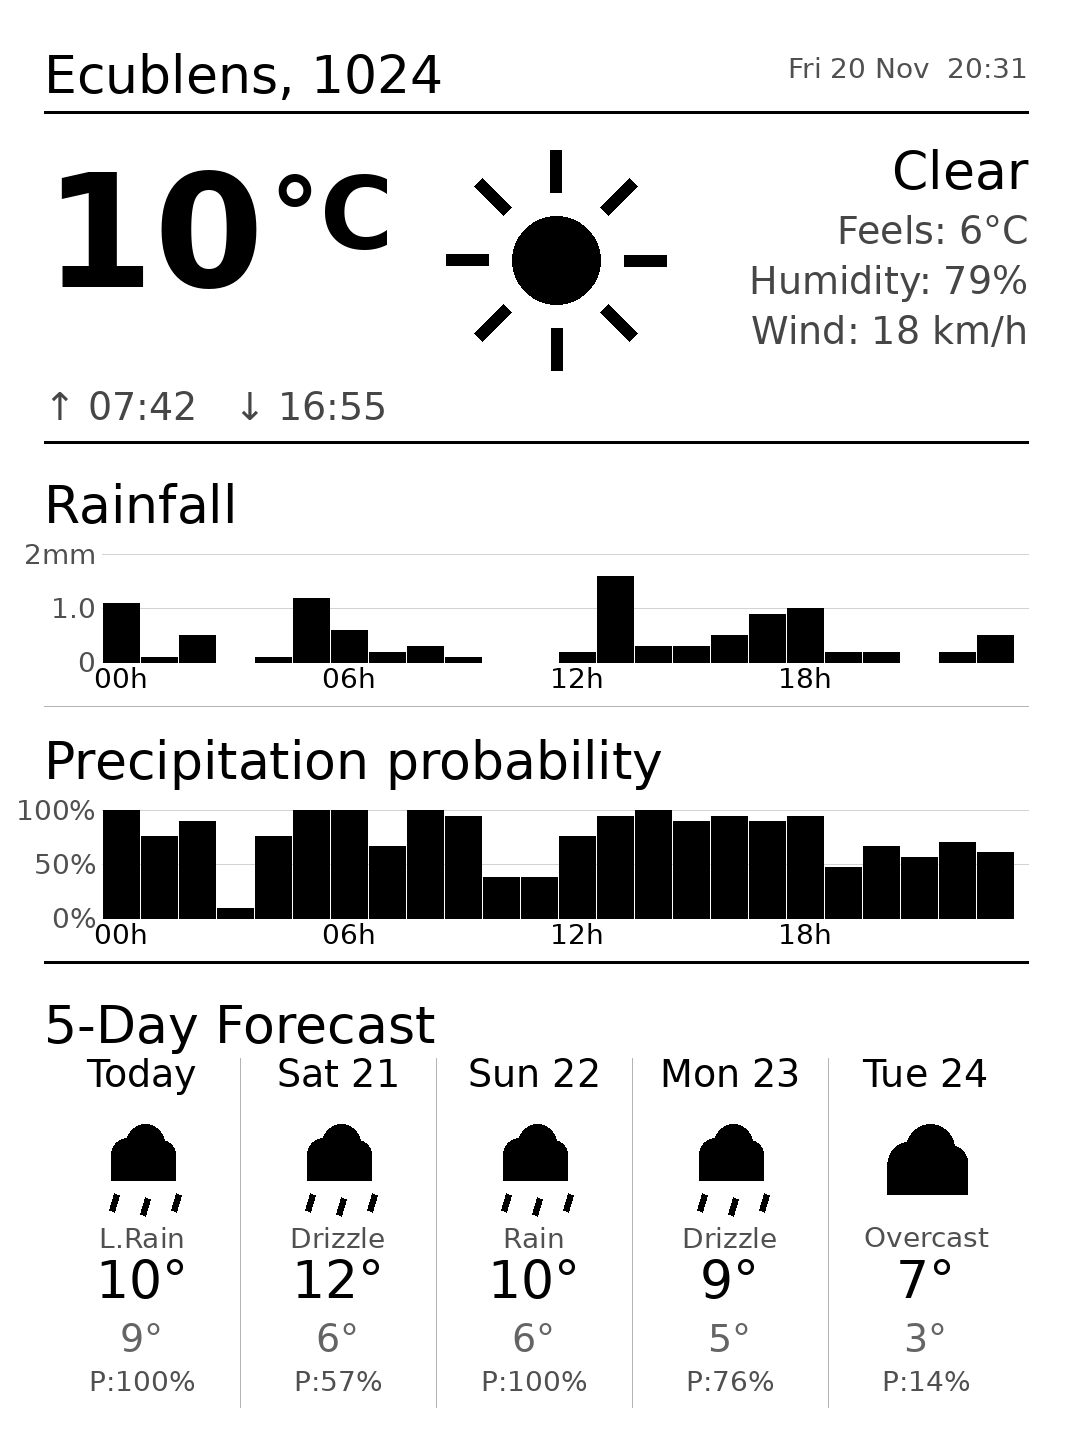 Ecublens, 1024
Fri 20 Nov  20:31
10°C
Clear
Feels: 6°C
Humidity: 79%
Wind: 18 km/h
↑ 07:42   ↓ 16:55
Rainfall
2mm
1.0
0
00h 06h 12h 18h
Precipitation probability
100%
50%
0%
00h 06h 12h 18h
5-Day Forecast
Today Sat 21 Sun 22 Mon 23 Tue 24
L.Rain Drizzle Rain Drizzle Overcast
10° 12° 10° 9° 7°
9° 6° 6° 5° 3°
P:100% P:57% P:100% P:76% P:14%